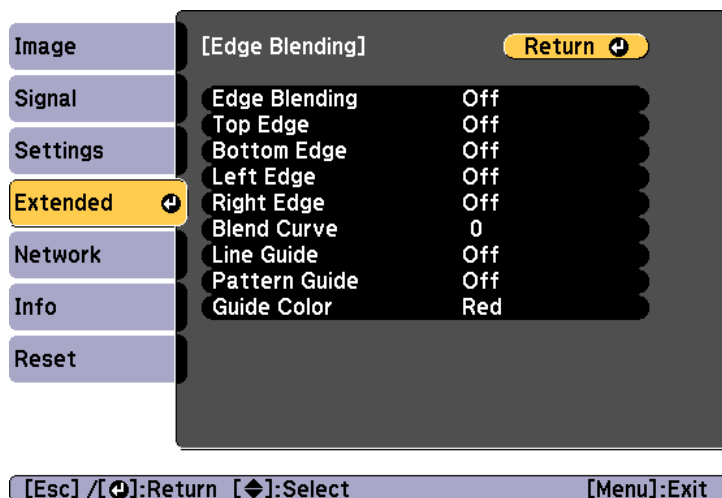 Image
Signal
Settings
Extended
Network
Info
Reset
[Edge Blending] Return
Edge Blending Off
Top Edge Off
Bottom Edge Off
Left Edge Off
Right Edge Off
Blend Curve 0
Line Guide Off
Pattern Guide Off
Guide Color Red
[Esc] /[⏎]:Return [◆]:Select [Menu]:Exit